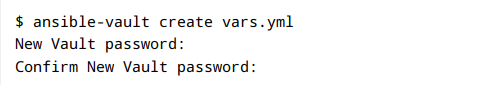 $ ansible-vault create vars.yml
New Vault password:
Confirm New Vault password: